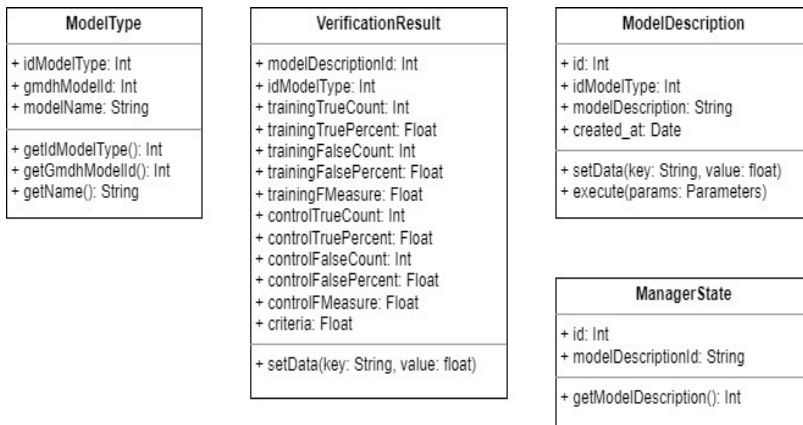 ModelType
+ idModelType: Int
+ gmdhModelId: Int
+ modelName: String
+ getIdModelType(): Int
+ getGmdhModelId(): Int
+ getName(): String
VerificationResult
+ modelDescriptionId: Int
+ idModelType: Int
+ trainingTrueCount: Int
+ trainingTruePercent: Float
+ trainingFalseCount: Int
+ trainingFalsePercent: Float
+ trainingFMeasure: Float
+ controlTrueCount: Int
+ controlTruePercent: Float
+ controlFalseCount: Int
+ controlFalsePercent: Float
+ controlFMeasure: Float
+ criteria: Float
+ setData(key: String, value: float)
ModelDescription
+ id: Int
+ idModelType: Int
+ modelDescription: String
+ created_at: Date
+ setData(key: String, value: float)
+ execute(params: Parameters)
ManagerState
+ id: Int
+ modelDescriptionId: String
+ getModelDescription(): Int